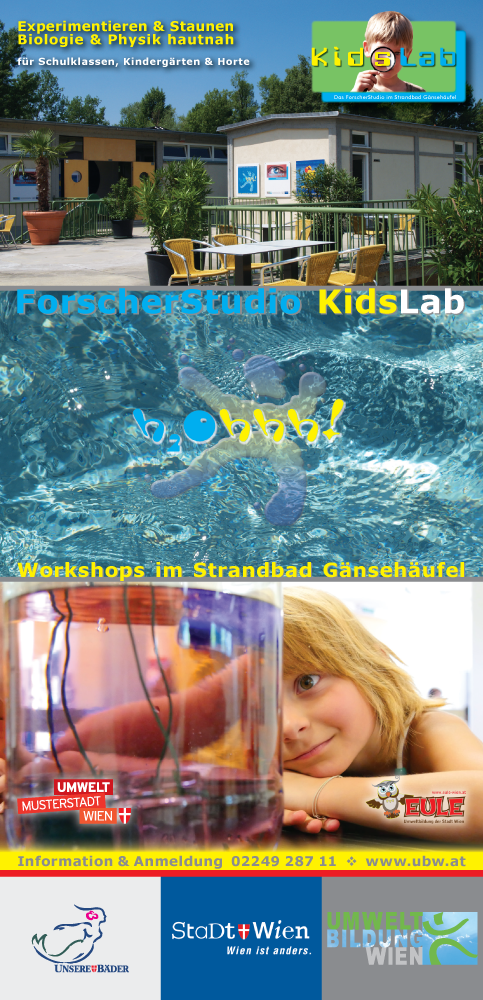 Experimentieren & Staunen
Biologie & Physik hautnah
für Schulklassen, Kindergärten & Horte
KidsLab
Das ForscherStudio im Strandbad Gänsehäufel
ForscherStudio KidsLab
h2Ohhh!
Workshops im Strandbad Gänsehäufel
UMWELT
MUSTERSTADT
WIEN
www.eule-wien.at
EULE
Umweltbildung der Stadt Wien
Information & Anmeldung 02249 287 11 ❖ www.ubw.at
UNSERE BÄDER
StaDt Wien
Wien ist anders.
UMWELT
BILDUNG
WIEN